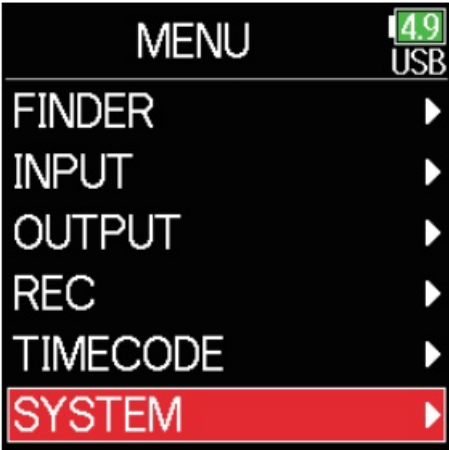 MENU
4.9
USB
FINDER
INPUT
OUTPUT
REC
TIMECODE
SYSTEM